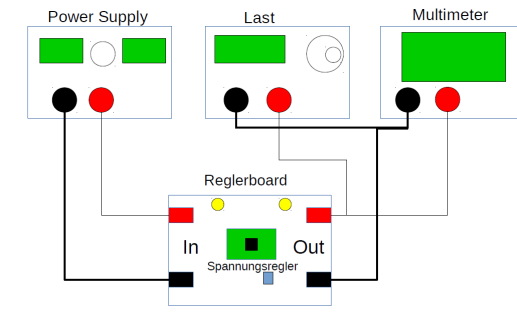 Power Supply
Last
Multimeter
Reglerboard
In
Out
Spannungsregler